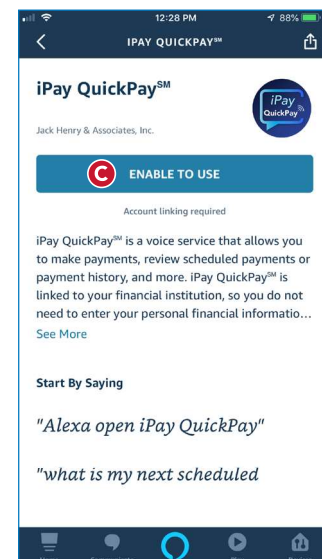 12:28 PM
88%
IPAY QUICKPAY℠
iPay QuickPay℠
iPay
QuickPay
Jack Henry & Associates, Inc.
C ENABLE TO USE
Account linking required
iPay QuickPay℠ is a voice service that allows you
to make payments, review scheduled payments or
payment history, and more. iPay QuickPay℠ is
linked to your financial institution, so you do not
need to enter your personal financial informatio...
See More
Start By Saying
"Alexa open iPay QuickPay"
"what is my next scheduled